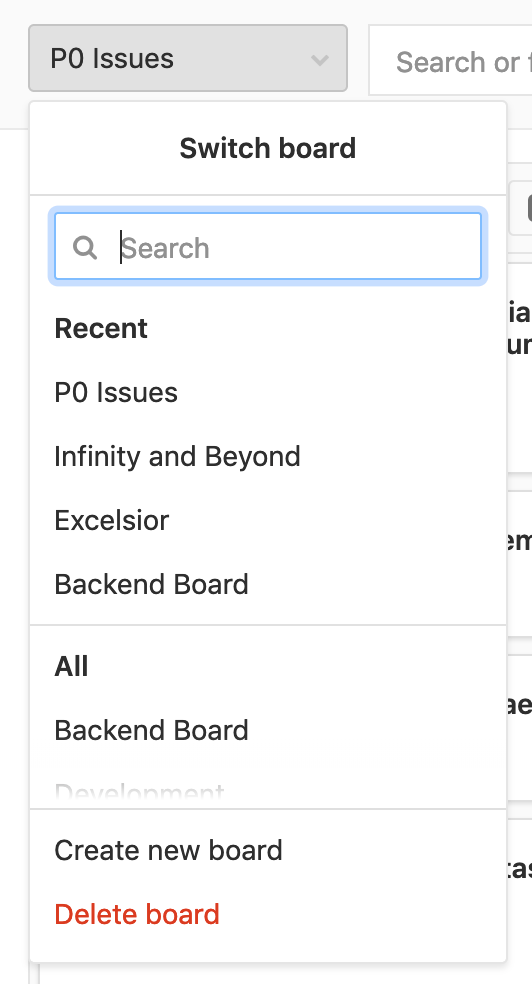 P0 Issues
Search or
Switch board
Search
Recent
P0 Issues
Infinity and Beyond
Excelsior
Backend Board
All
Backend Board
Development
Create new board
Delete board